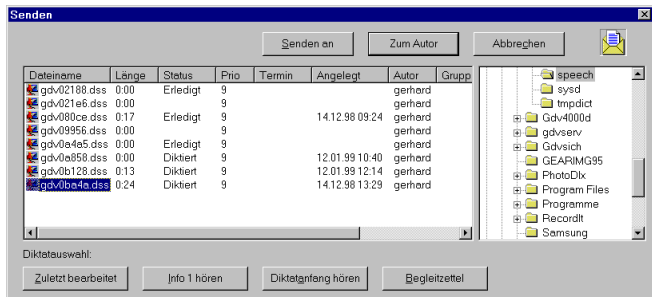 Senden
Senden an Zum Autor Abbrechen
Dateiname Länge Status Prio Termin Angelegt Autor Grupp
gdv02188.dss 0:00 Erledigt 9 gerhard
gdv021e6.dss 0:00 9 gerhard
gdv080ce.dss 0:17 Erledigt 9 14.12.98 09:24 gerhard
gdv09956.dss 0:00 9 gerhard
gdv0a4a5.dss 0:00 Erledigt 9 gerhard
gdv0a858.dss 0:00 Diktiert 9 12.01.99 10:40 gerhard
gdv0b128.dss 0:13 Diktiert 9 12.01.99 12:14 gerhard
gdv0ba4a.dss 0:24 Diktiert 9 14.12.98 13:29 gerhard
speech
sysd
tmpdict
Gdv4000d
gdvserv
Gdvsich
GEARIMG95
PhotoDlx
Program Files
Programme
RecordIt
Samsung
Diktatauswahl:
Zuletzt bearbeitet Info 1 hören Diktatanfang hören Begleitzettel